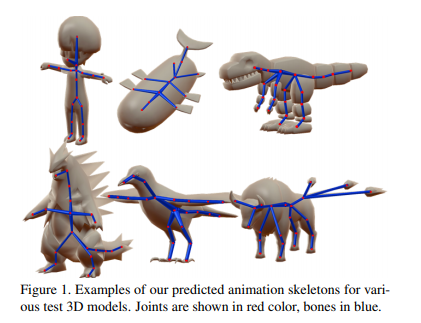 Figure 1. Examples of our predicted animation skeletons for vari-
ous test 3D models. Joints are shown in red color, bones in blue.